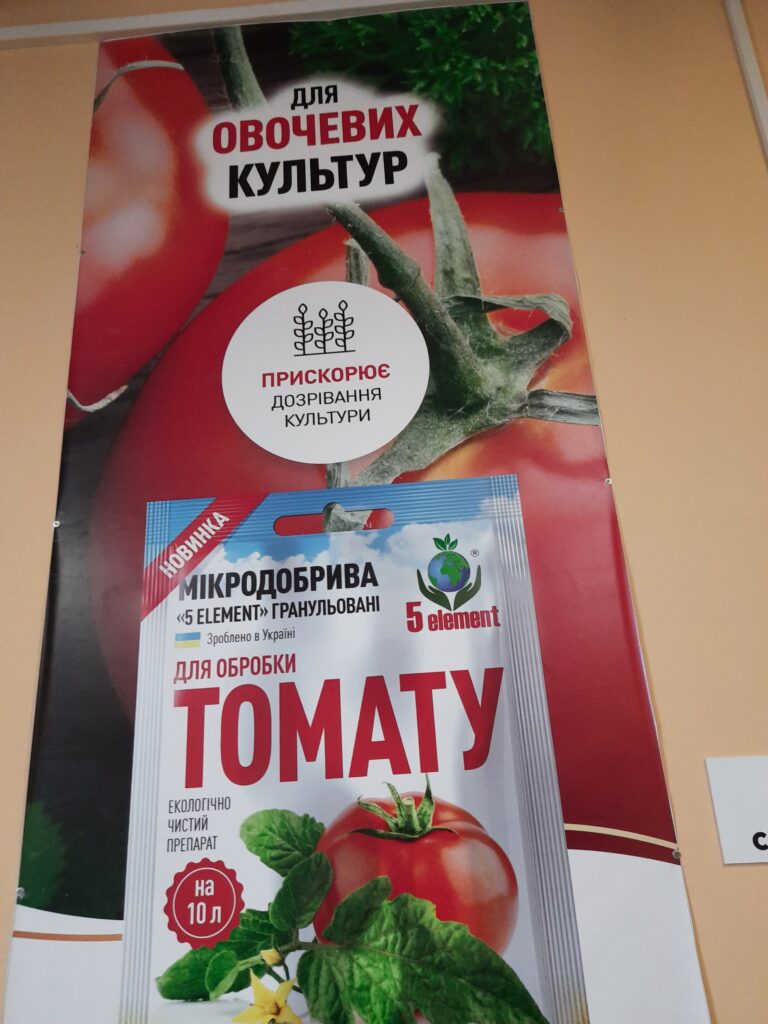 ДЛЯ
ОВОЧЕВИХ
КУЛЬТУР
ПРИСКОРЮЄ
ДОЗРІВАННЯ
КУЛЬТУРИ
НОВИНКА
МІКРОДОБРИВА
«5 ELEMENT» ГРАНУЛЬОВАНІ
Зроблено в Україні
®
5 element
ДЛЯ ОБРОБКИ
ТОМАТУ
ЕКОЛОГІЧНО
ЧИСТИЙ
ПРЕПАРАТ
на
10 л